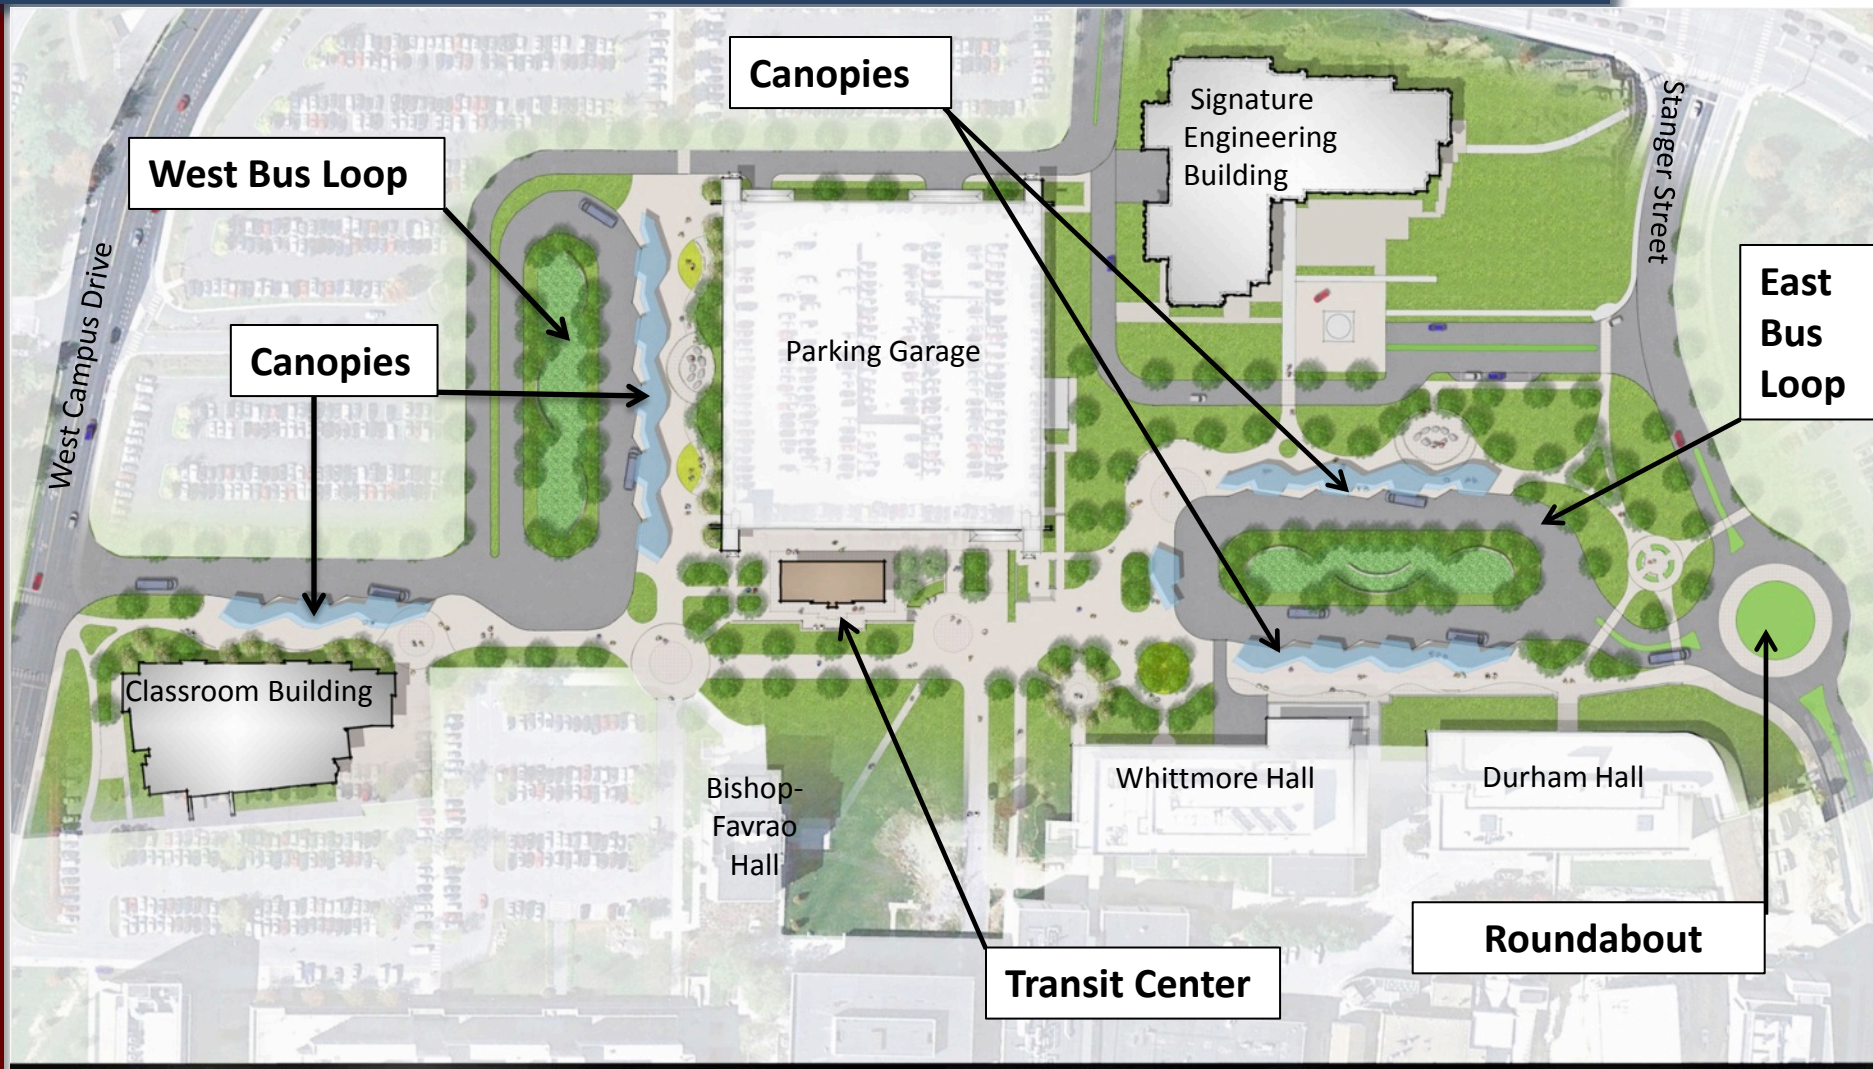 Canopies
Signature
Engineering
Building
Stanger Street
West Bus Loop
East
Bus
Loop
West Campus Drive
Canopies
Parking Garage
Classroom Building
Bishop-
Favrao
Hall
Whittmore Hall
Durham Hall
Roundabout
Transit Center